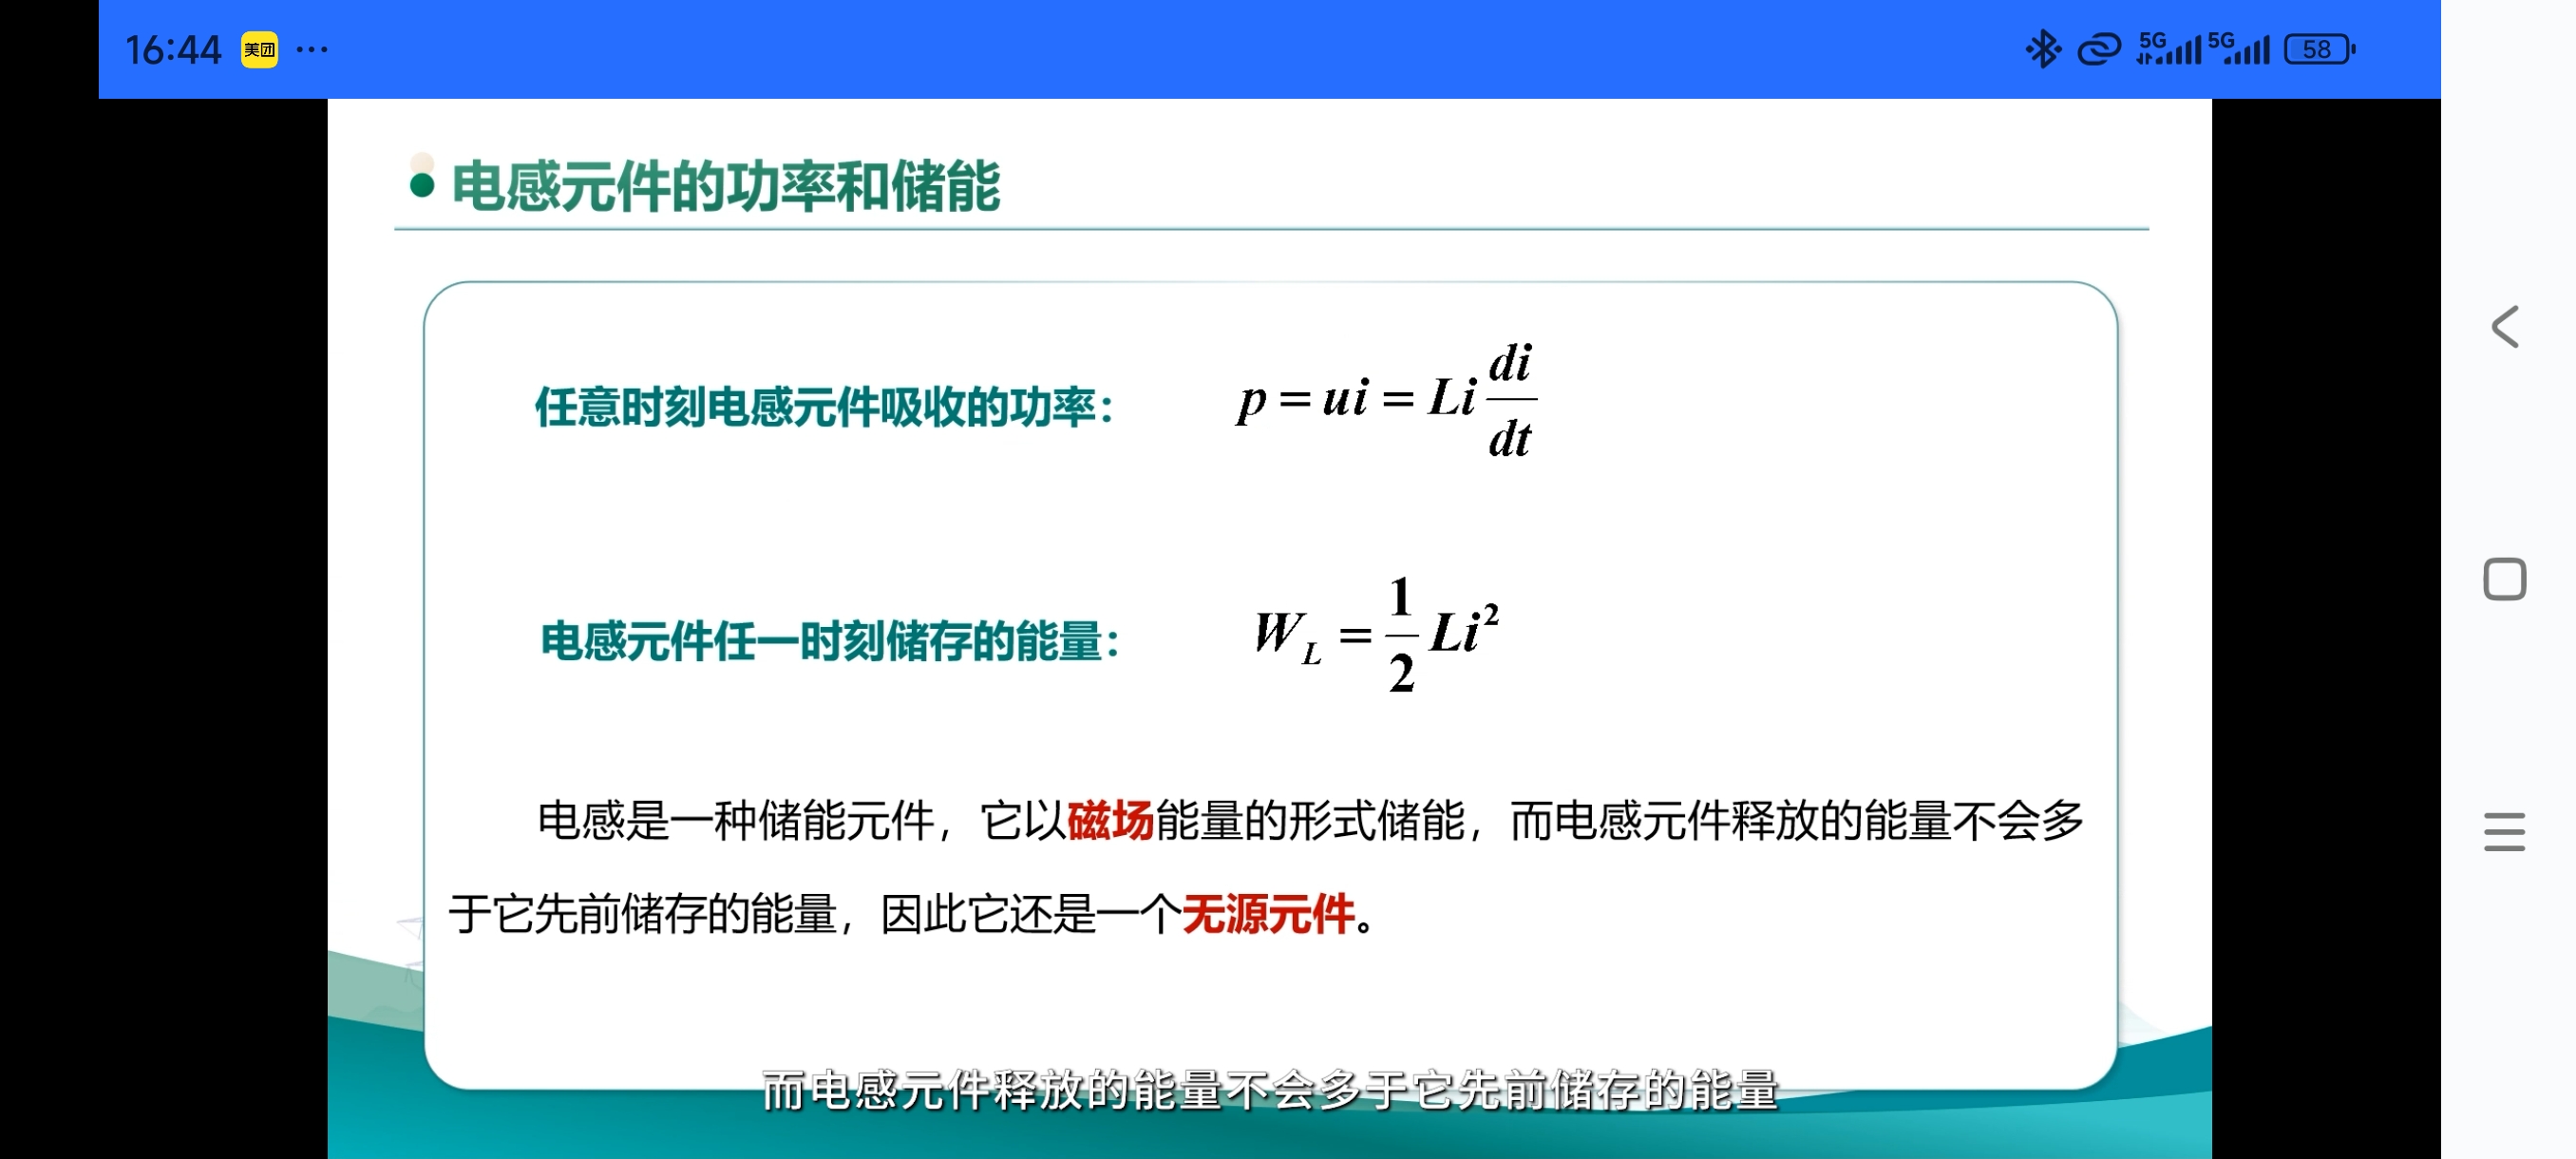 16:44 美团 ...
5G 5G 58
电感元件的功率和储能
任意时刻电感元件吸收的功率： p = ui = Li di/dt
电感元件任一时刻储存的能量： W_L = 1/2 Li²
电感是一种储能元件，它以磁场能量的形式储能，而电感元件释放的能量不会多
于它先前储存的能量，因此它还是一个无源元件。
而电感元件释放的能量不会多于它先前储存的能量